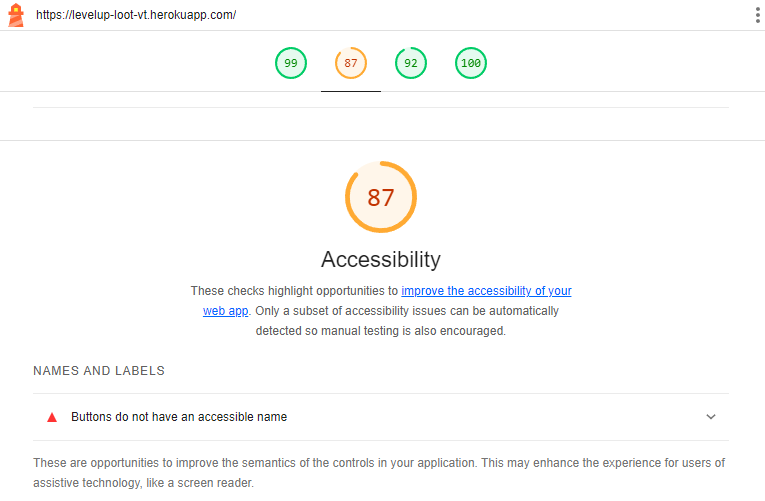 https://levelup-loot-vt.herokuapp.com/
99 87 92 100
87
Accessibility
These checks highlight opportunities to improve the accessibility of your
web app. Only a subset of accessibility issues can be automatically
detected so manual testing is also encouraged.
NAMES AND LABELS
Buttons do not have an accessible name
These are opportunities to improve the semantics of the controls in your application. This may enhance the experience for users of
assistive technology, like a screen reader.